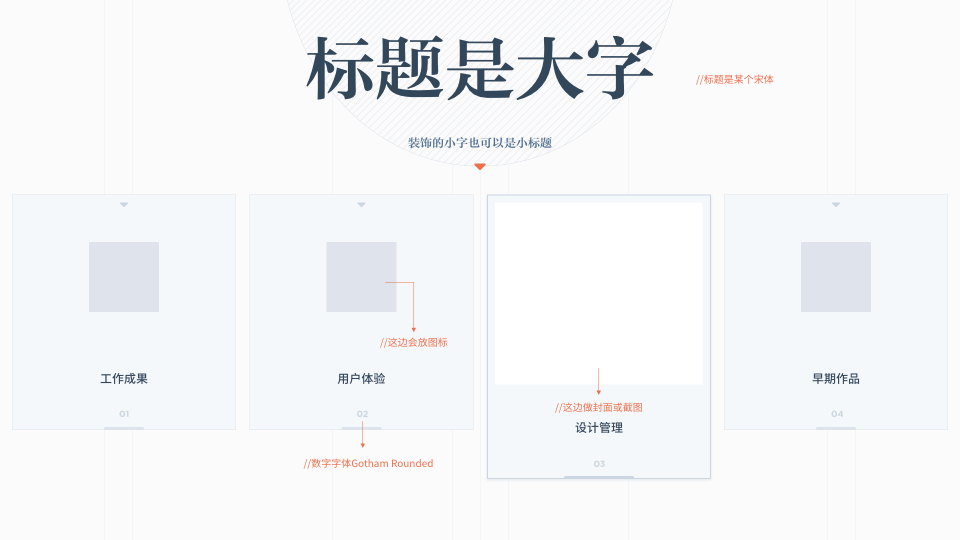 标题是大字
//标题是某个宋体
装饰的小字也可以是小标题
//这边会放图标
工作成果
01
用户体验
02
//这边做封面或截图
设计管理
03
早期作品
04
//数字字体Gotham Rounded